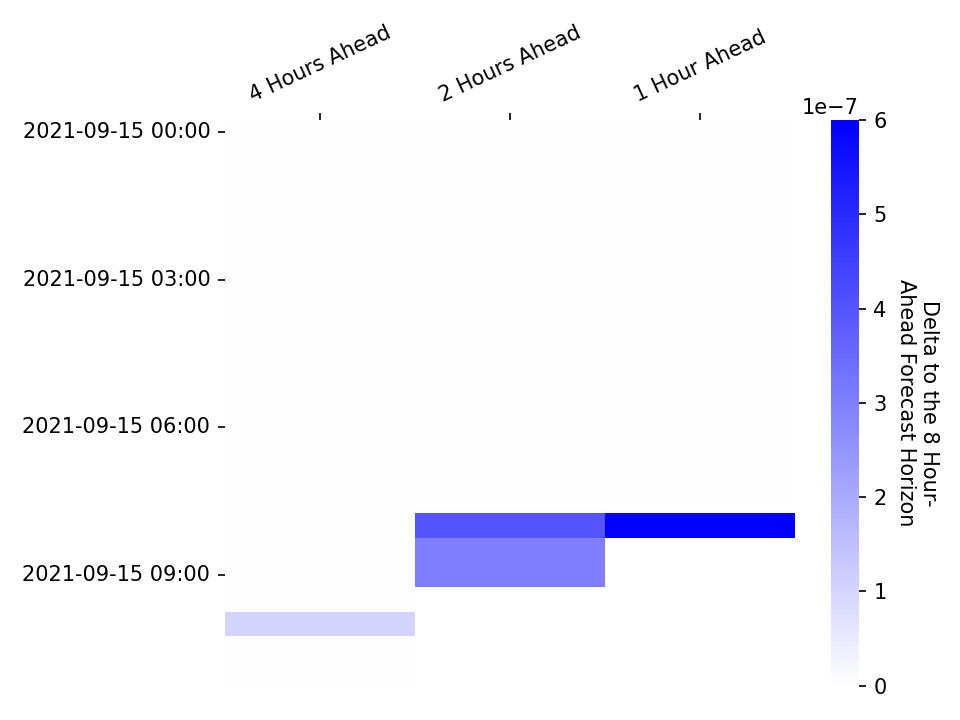 4 Hours Ahead
2 Hours Ahead
1 Hour Ahead
1e−7
2021-09-15 00:00
2021-09-15 03:00
2021-09-15 06:00
2021-09-15 09:00
6
5
4
3
2
1
0
Delta to the 8 Hour-
Ahead Forecast Horizon